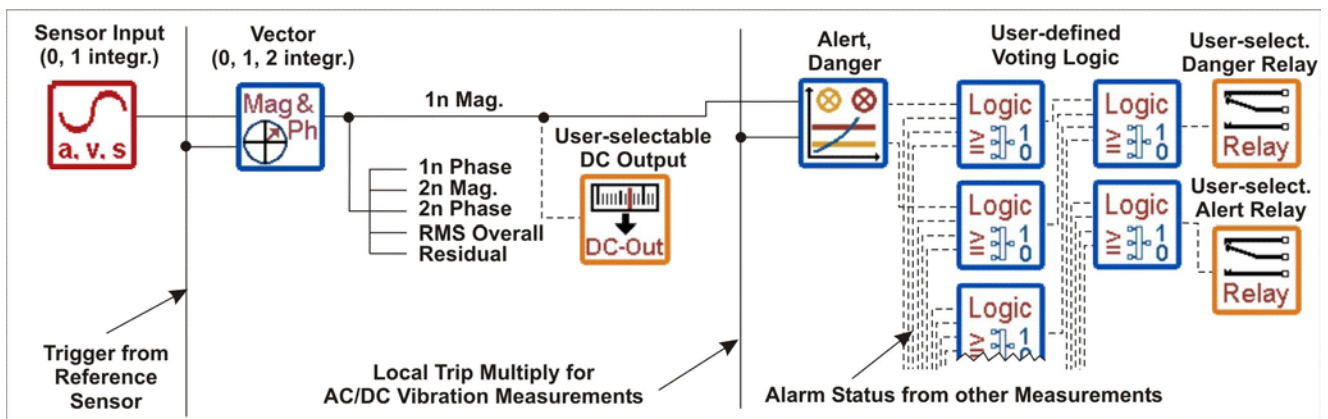 Sensor Input
(0, 1 integr.)
a, v, s
Trigger from
Reference
Sensor
Vector
(0, 1, 2 integr.)
Mag &
Ph
1n Mag.
1n Phase
2n Mag.
2n Phase
RMS Overall
Residual
User-selectable
DC Output
DC-Out
Local Trip Multiply for
AC/DC Vibration Measurements
Alert,
Danger
User-defined
Voting Logic
Logic
≥ 1
0
Logic
≥ 1
0
Logic
≥ 1
0
Logic
≥ 1
0
Logic
≥ 1
0
Alarm Status from other Measurements
User-select.
Danger Relay
Relay
User-select.
Alert Relay
Relay